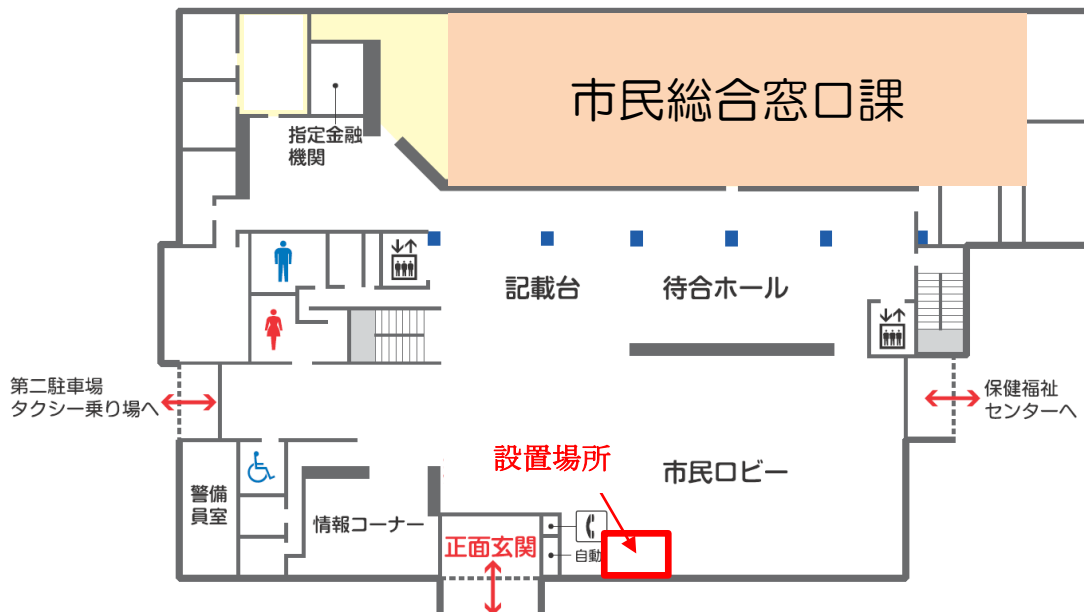 市民総合窓口課
指定金融
機関
記載台
待合ホール
第二駐車場
タクシー乗り場へ
保健福祉
センターへ
設置場所
市民ロビー
警備
員室
情報コーナー
正面玄関
自動